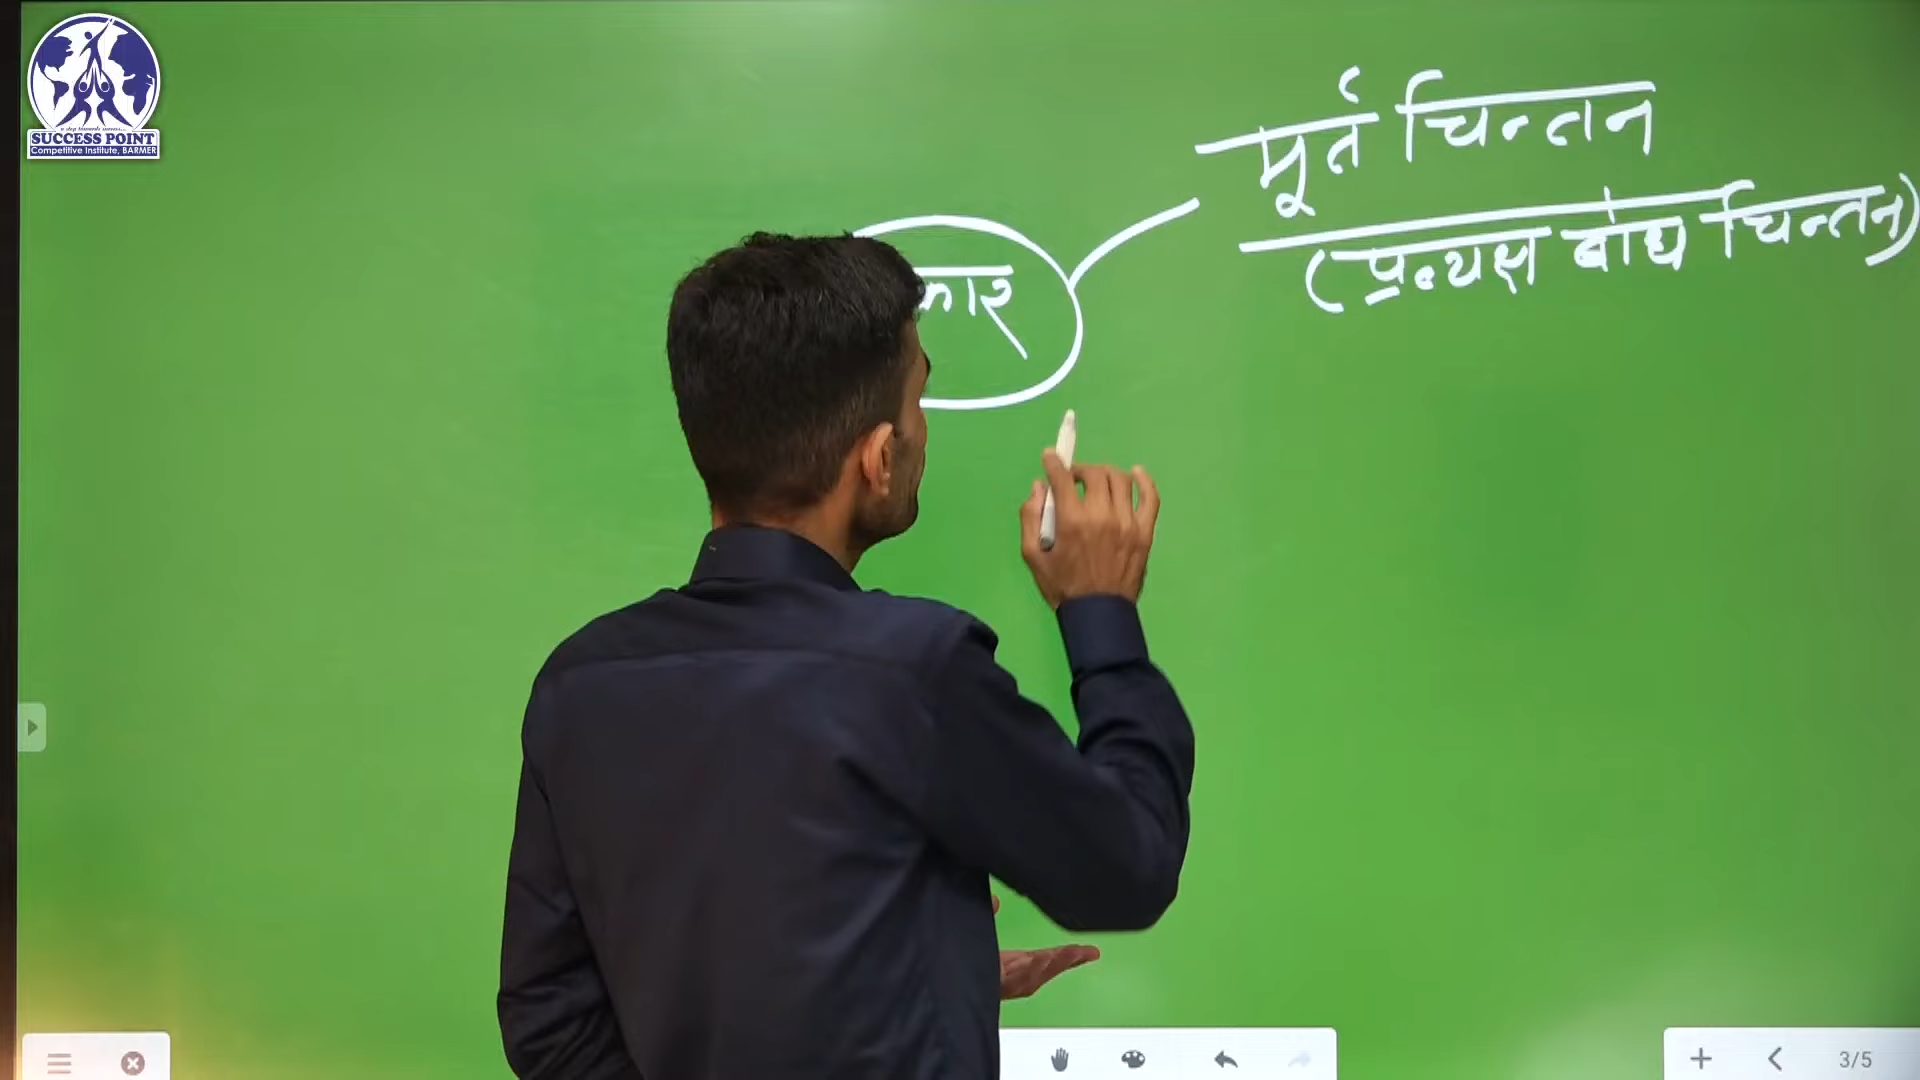 SUCCESS POINT
Competitive Institute, BARMER
मूर्त चिन्तन
(प्रत्यक्ष बोध चिन्तन)
कार
3/5